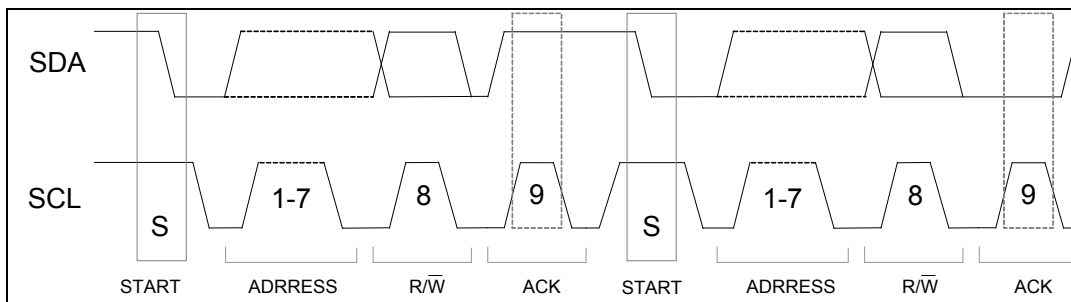 SDA
SCL
S 1-7 8 9 S 1-7 8 9
START ADRRESS R/W̅ ACK START ADRRESS R/W̅ ACK